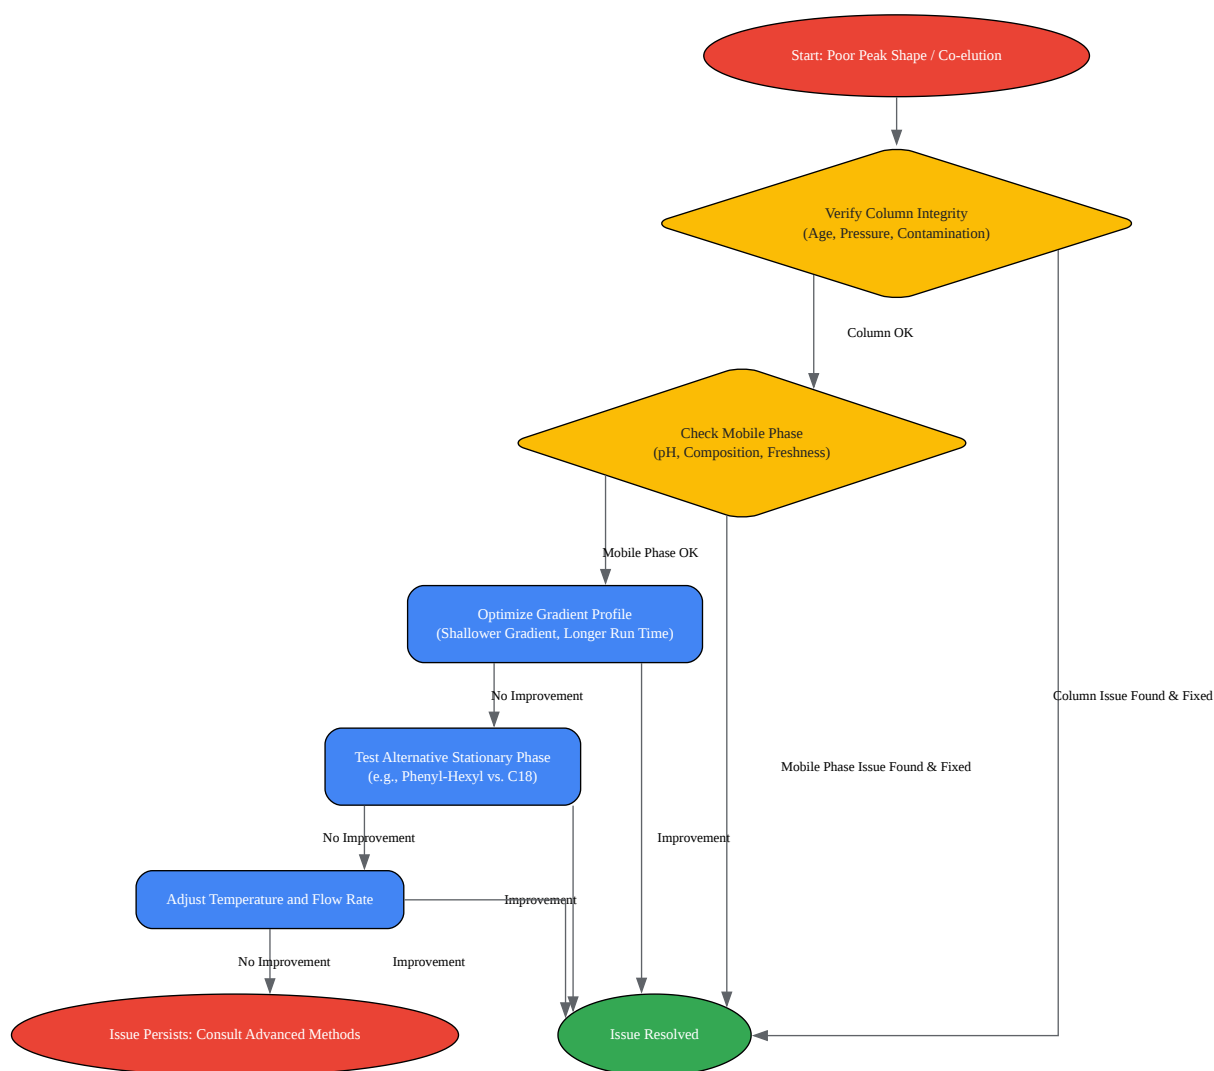 Start: Poor Peak Shape / Co-elution
Verify Column Integrity
(Age, Pressure, Contamination)
Column OK
Check Mobile Phase
(pH, Composition, Freshness)
Mobile Phase OK
Optimize Gradient Profile
(Shallower Gradient, Longer Run Time)
No Improvement
Column Issue Found & Fixed
Test Alternative Stationary Phase
(e.g., Phenyl-Hexyl vs. C18)
Mobile Phase Issue Found & Fixed
No Improvement
Improvement
Adjust Temperature and Flow Rate
Improvement
No Improvement
Improvement
Issue Persists: Consult Advanced Methods
Issue Resolved